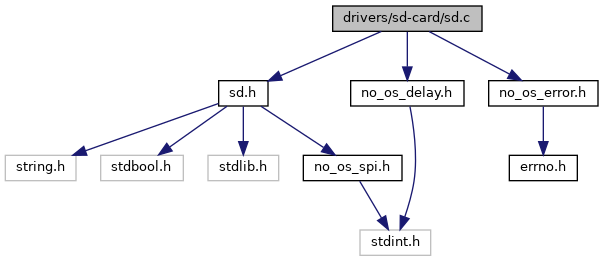 drivers/sd-card/sd.c
sd.h
no_os_delay.h
no_os_error.h
string.h
stdbool.h
stdlib.h
no_os_spi.h
errno.h
stdint.h